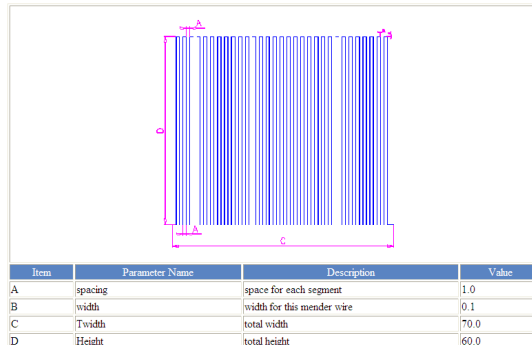 A
D
A
C
Item Parameter Name Description Value
A spacing space for each segment 1.0
B width width for this mender wire 0.1
C Twidth total width 70.0
D Height total height 60.0